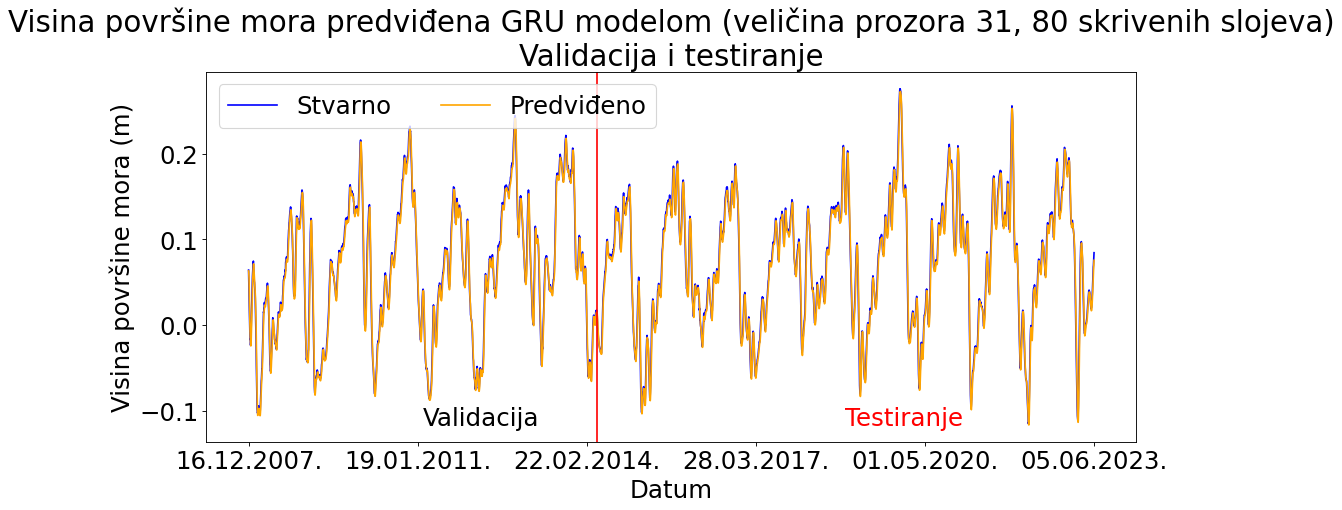 Visina površine mora predviđena GRU modelom (veličina prozora 31, 80 skrivenih slojeva)
Validacija i testiranje
Stvarno Predviđeno
Visina površine mora (m)
0.2
0.1
0.0
−0.1
Validacija Testiranje
16.12.2007. 19.01.2011. 22.02.2014. 28.03.2017. 01.05.2020. 05.06.2023.
Datum